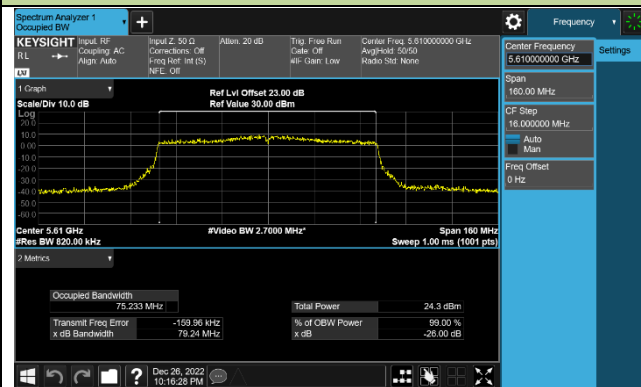 Spectrum Analyzer 1
Occupied BW
+
Frequency
KEYSIGHT
RL
LXI
Input: RF
Coupling: AC
Align: Auto
Input Z: 50 Ω
Corrections: Off
Freq Ref: Int (S)
NFE: Off
Atten: 20 dB
Trig: Free Run
Gate: Off
#IF Gain: Low
Center Freq: 5.610000000 GHz
Avg|Hold: 50/50
Radio Std: None
Center Frequency
5.610000000 GHz
Settings
Span
160.00 MHz
CF Step
16.000000 MHz
Auto
Man
Freq Offset
0 Hz
1 Graph
Scale/Div 10.0 dB
Ref Lvl Offset 23.00 dB
Ref Value 30.00 dBm
Log
20.0
10.0
0.00
-10.0
-20.0
-30.0
-40.0
-50.0
-60.0
Center 5.61 GHz
#Video BW 2.7000 MHz*
Span 160 MHz
#Res BW 820.00 kHz
Sweep 1.00 ms (1001 pts)
2 Metrics
Occupied Bandwidth
75.233 MHz
Total Power 24.3 dBm
Transmit Freq Error -159.96 kHz
% of OBW Power 99.00 %
x dB Bandwidth 79.24 MHz
x dB -26.00 dB
?
Dec 26, 2022
10:16:28 PM